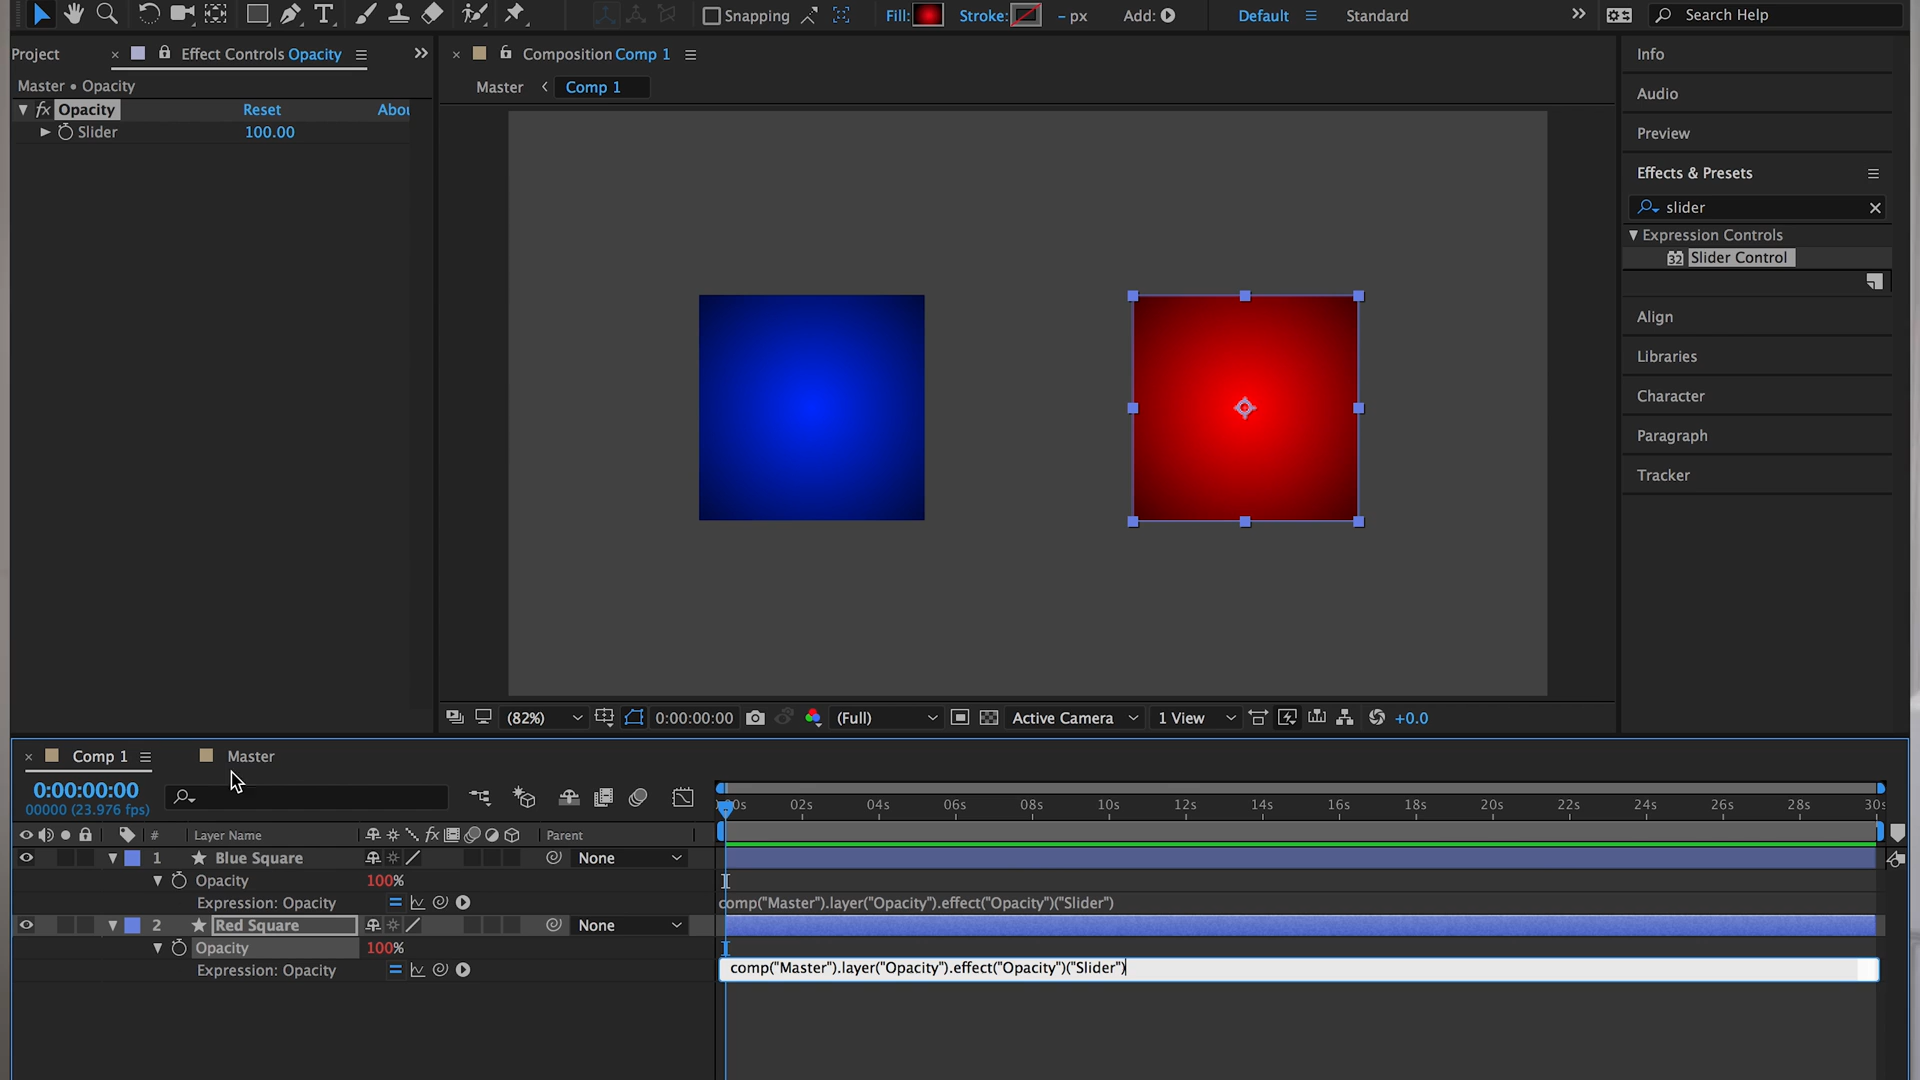 Snapping
Fill:
Stroke:
- px
Add:
Default
Standard
Search Help
Project
Effect Controls Opacity
Composition Comp 1
Info
Master • Opacity
Master
Comp 1
Audio
fx Opacity
Reset
Abou
Slider
100.00
Preview
Effects & Presets
slider
Expression Controls
32 Slider Control
Align
Libraries
Character
Paragraph
Tracker
(82%)
0:00:00:00
(Full)
Active Camera
1 View
+0.0
Comp 1
Master
0:00:00:00
00000 (23.976 fps)
02s 04s 06s 08s 10s 12s 14s 16s 18s 20s 22s 24s 26s 28s
# Layer Name fx Parent
1 Blue Square None
Opacity 100%
Expression: Opacity comp("Master").layer("Opacity").effect("Opacity")("Slider")
2 Red Square None
Opacity 100%
Expression: Opacity comp("Master").layer("Opacity").effect("Opacity")("Slider")